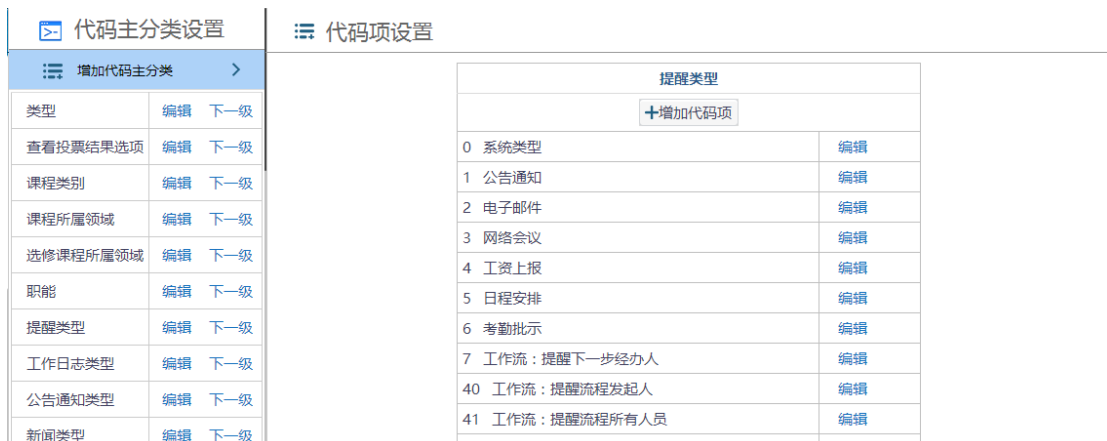 代码主分类设置
增加代码主分类
类型 编辑 下一级
查看投票结果选项 编辑 下一级
课程类别 编辑 下一级
课程所属领域 编辑 下一级
选修课程所属领域 编辑 下一级
职能 编辑 下一级
提醒类型 编辑 下一级
工作日志类型 编辑 下一级
公告通知类型 编辑 下一级
新闻类型 编辑 下一级
代码项设置
提醒类型
+增加代码项
0 系统类型 编辑
1 公告通知 编辑
2 电子邮件 编辑
3 网络会议 编辑
4 工资上报 编辑
5 日程安排 编辑
6 考勤批示 编辑
7 工作流：提醒下一步经办人 编辑
40 工作流：提醒流程发起人 编辑
41 工作流：提醒流程所有人员 编辑